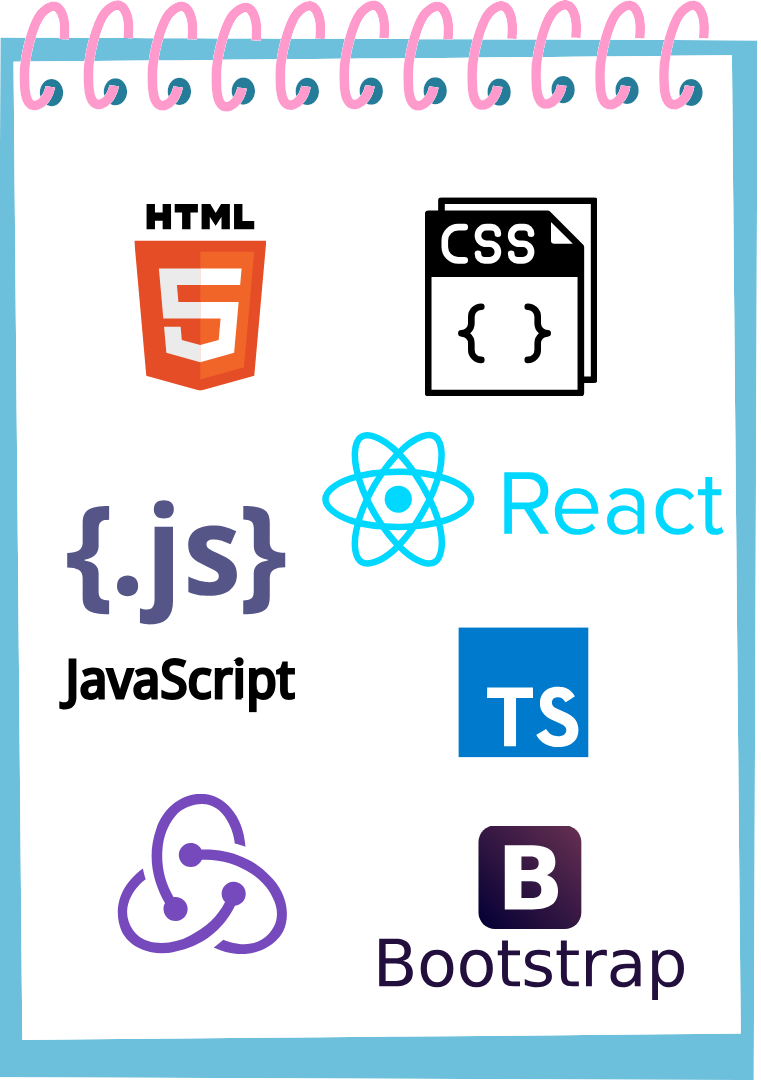 HTML
5
CSS
{ }
React
{.js}
JavaScript
TS
B
Bootstrap